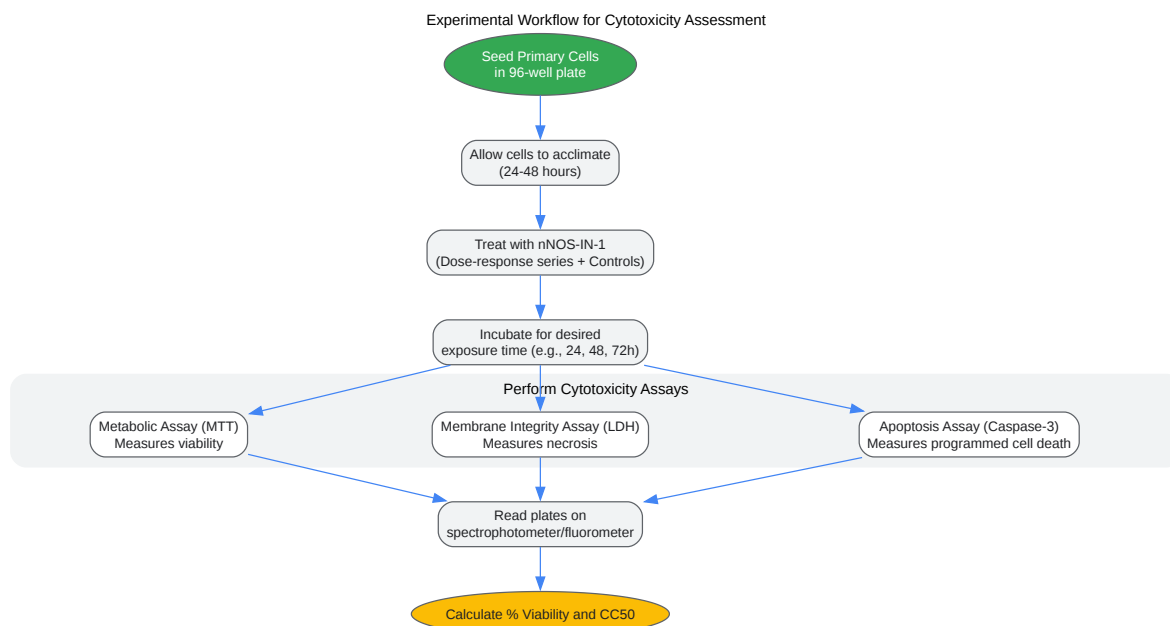 Experimental Workflow for Cytotoxicity Assessment
Seed Primary Cells
in 96-well plate
Allow cells to acclimate
(24-48 hours)
Treat with nNOS-IN-1
(Dose-response series + Controls)
Incubate for desired
exposure time (e.g., 24, 48, 72h)
Perform Cytotoxicity Assays
Metabolic Assay (MTT)
Measures viability
Membrane Integrity Assay (LDH)
Measures necrosis
Apoptosis Assay (Caspase-3)
Measures programmed cell death
Read plates on
spectrophotometer/fluorometer
Calculate % Viability and CC50